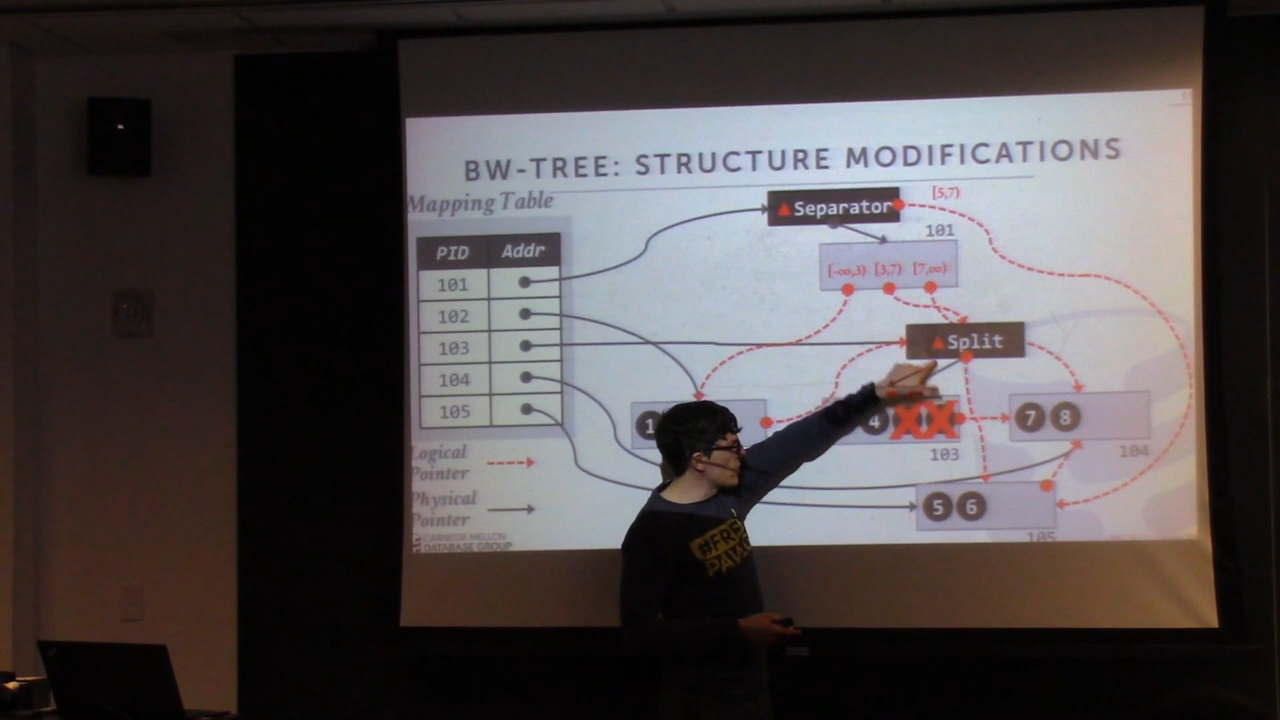 BW-TREE: STRUCTURE MODIFICATIONS
Mapping Table
PID Addr
101
102
103
104
105
Logical
Pointer
Physical
Pointer
CARNEGIE MELLON
DATABASE GROUP
▲Separator
[5,7)
101
[-∞,3) [3,7) [7,∞)
▲Split
1
4
103
7 8
104
5 6
105